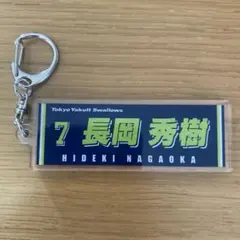 Tokyo Yakult Swallows
7 長岡 秀樹
HIDEKI NAGAOKA